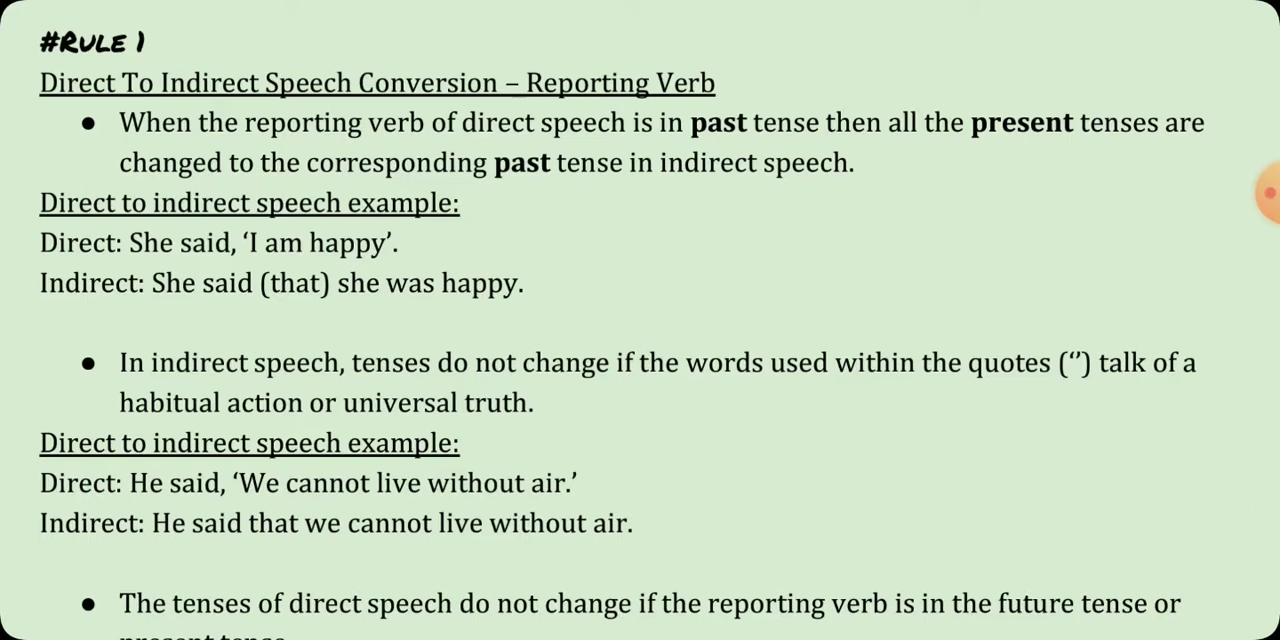 #RULE 1
Direct To Indirect Speech Conversion – Reporting Verb
● When the reporting verb of direct speech is in past tense then all the present tenses are
changed to the corresponding past tense in indirect speech.
Direct to indirect speech example:
Direct: She said, ‘I am happy’.
Indirect: She said (that) she was happy.
● In indirect speech, tenses do not change if the words used within the quotes (‘’) talk of a
habitual action or universal truth.
Direct to indirect speech example:
Direct: He said, ‘We cannot live without air.’
Indirect: He said that we cannot live without air.
● The tenses of direct speech do not change if the reporting verb is in the future tense or
present tense.